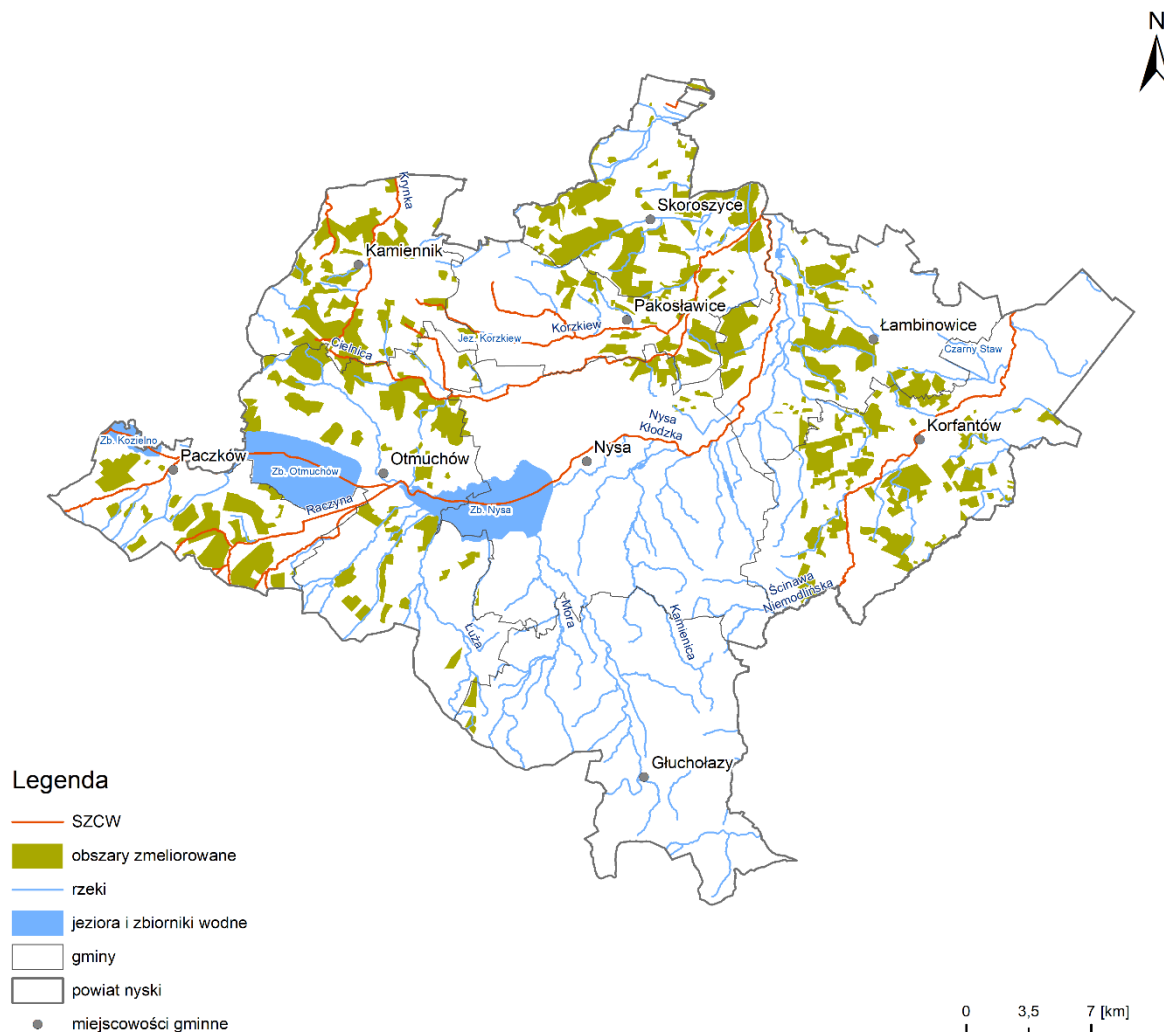 N
Krynka
Skoroszyce
Kamiennik
Pakosławice
Korzkiew
Jez. Korzkiew
Łambinowice
Cielnica
Czarny Staw
Nysa
Kłodzka
Korfantów
Zb. Kozielno
Paczków
Otmuchów
Nysa
Zb. Otmuchów
Raczyna
Zb. Nysa
Ścinawa
Niemodlińska
Mora
Kamienica
Łuża
Głuchołazy
Legenda
SZCW
obszary zmeliorowane
rzeki
jeziora i zbiorniki wodne
gminy
powiat nyski
miejscowości gminne
0 3,5 7 [km]